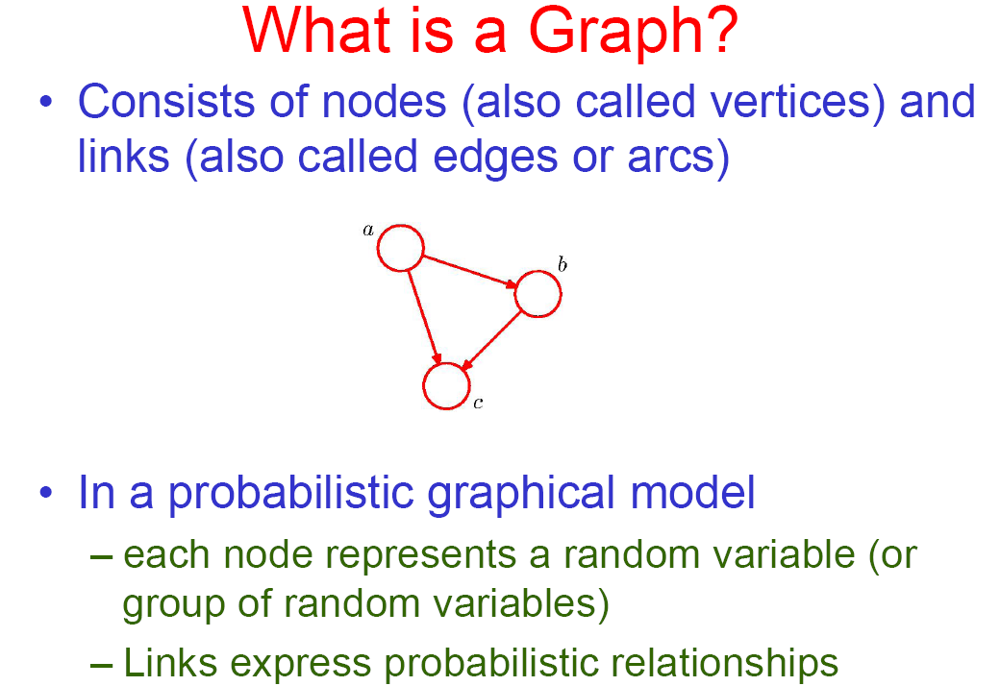 What is a Graph?
• Consists of nodes (also called vertices) and
links (also called edges or arcs)
a
b
c
• In a probabilistic graphical model
– each node represents a random variable (or
group of random variables)
– Links express probabilistic relationships